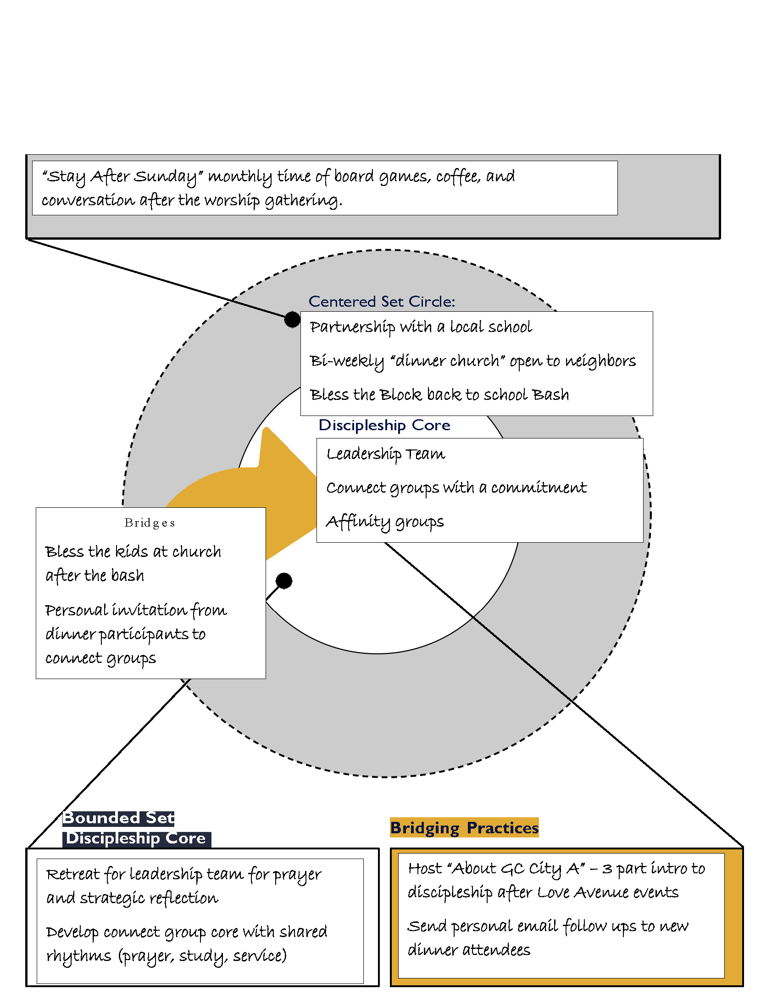 “Stay After Sunday” monthly time of board games, coffee, and
conversation after the worship gathering.
Centered Set Circle:
Partnership with a local school
Bi-weekly “dinner church” open to neighbors
Bless the Block back to school Bash
Discipleship Core
Leadership Team
Connect groups with a commitment
Affinity groups
Bridges
Bless the kids at church
after the bash
Personal invitation from
dinner participants to
connect groups
Bounded Set
Discipleship Core
Retreat for leadership team for prayer
and strategic reflection
Develop connect group core with shared
rhythms (prayer, study, service)
Bridging Practices
Host “About GC City A” – 3 part intro to
discipleship after Love Avenue events
Send personal email follow ups to new
dinner attendees